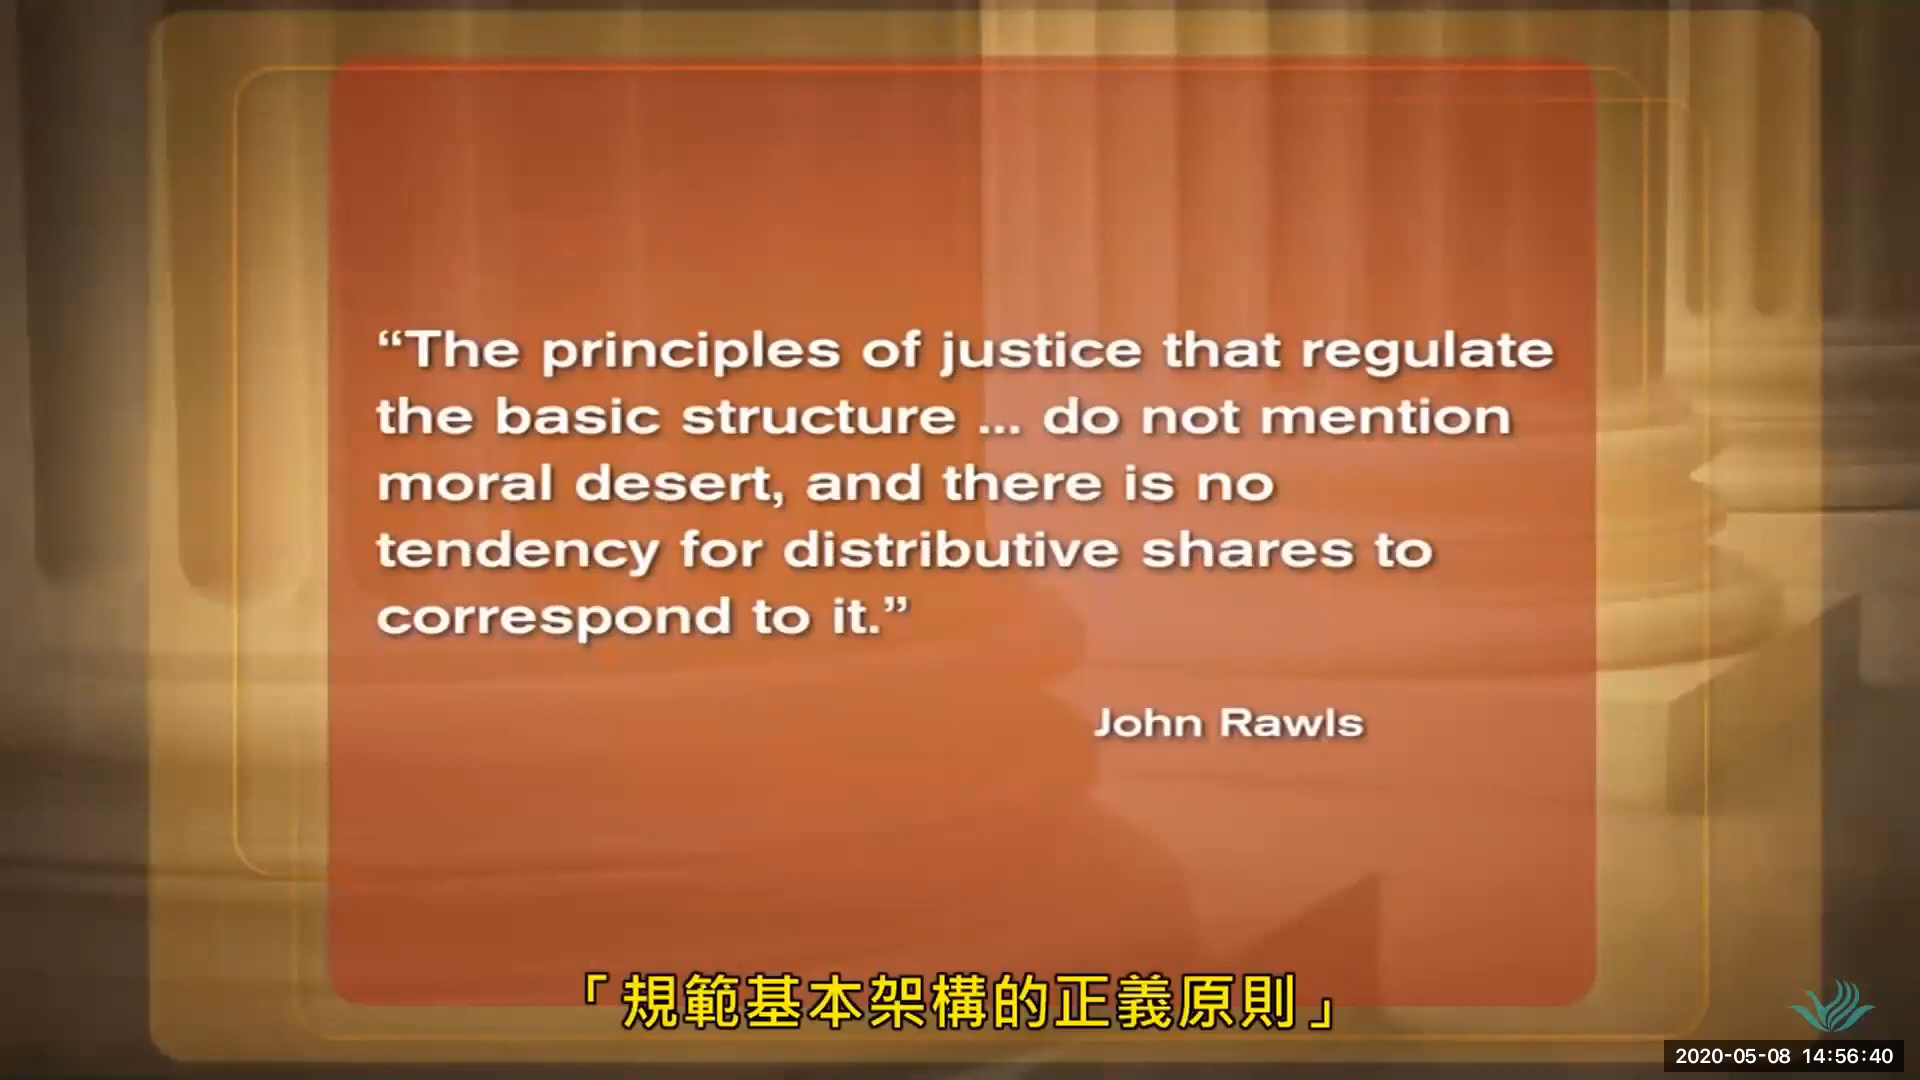 “The principles of justice that regulate
the basic structure ... do not mention
moral desert, and there is no
tendency for distributive shares to
correspond to it.”
John Rawls
「規範基本架構的正義原則」
2020-05-08 14:56:40